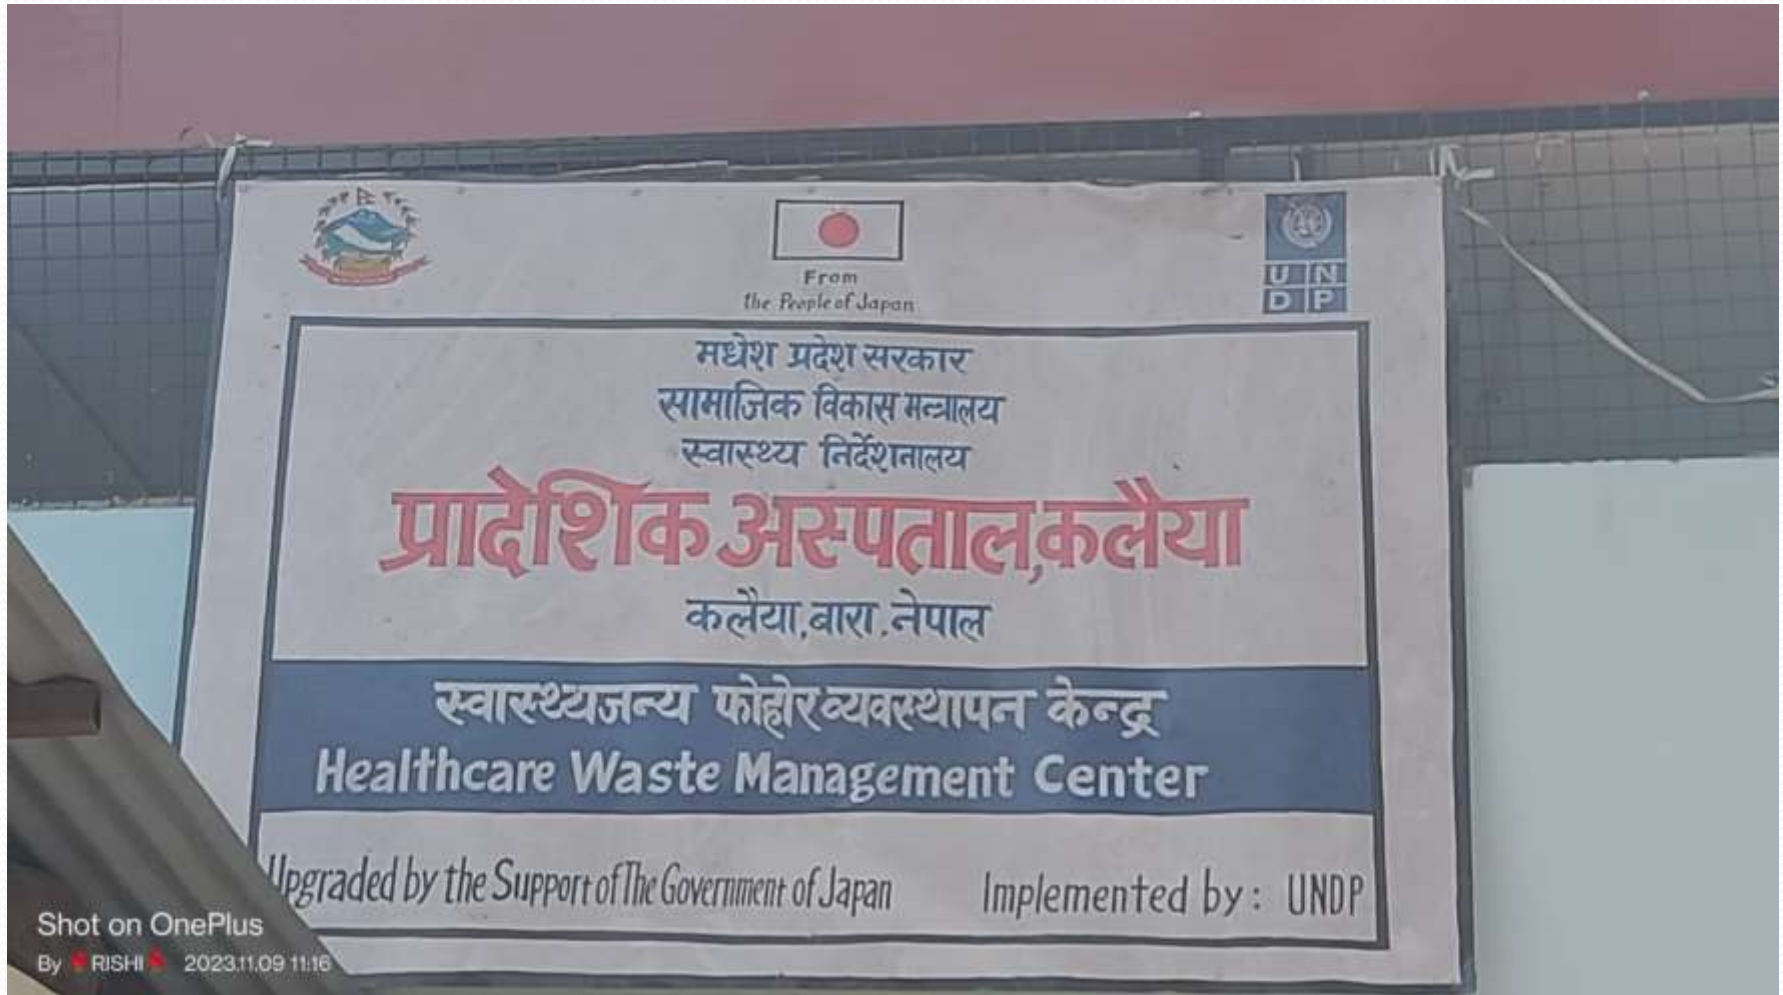 From
the People of Japan
U N
D P
मधेश प्रदेश सरकार
सामाजिक विकास मन्त्रालय
स्वास्थ्य निर्देशनालय
प्रादेशिक अस्पताल,कलैया
कलैया,बारा.नेपाल
स्वास्थ्यजन्य फोहोर व्यवस्थापन केन्द्र
Healthcare Waste Management Center
Upgraded by the Support of The Government of Japan Implemented by: UNDP
Shot on OnePlus
By RISHI 2023.11.09 11:16